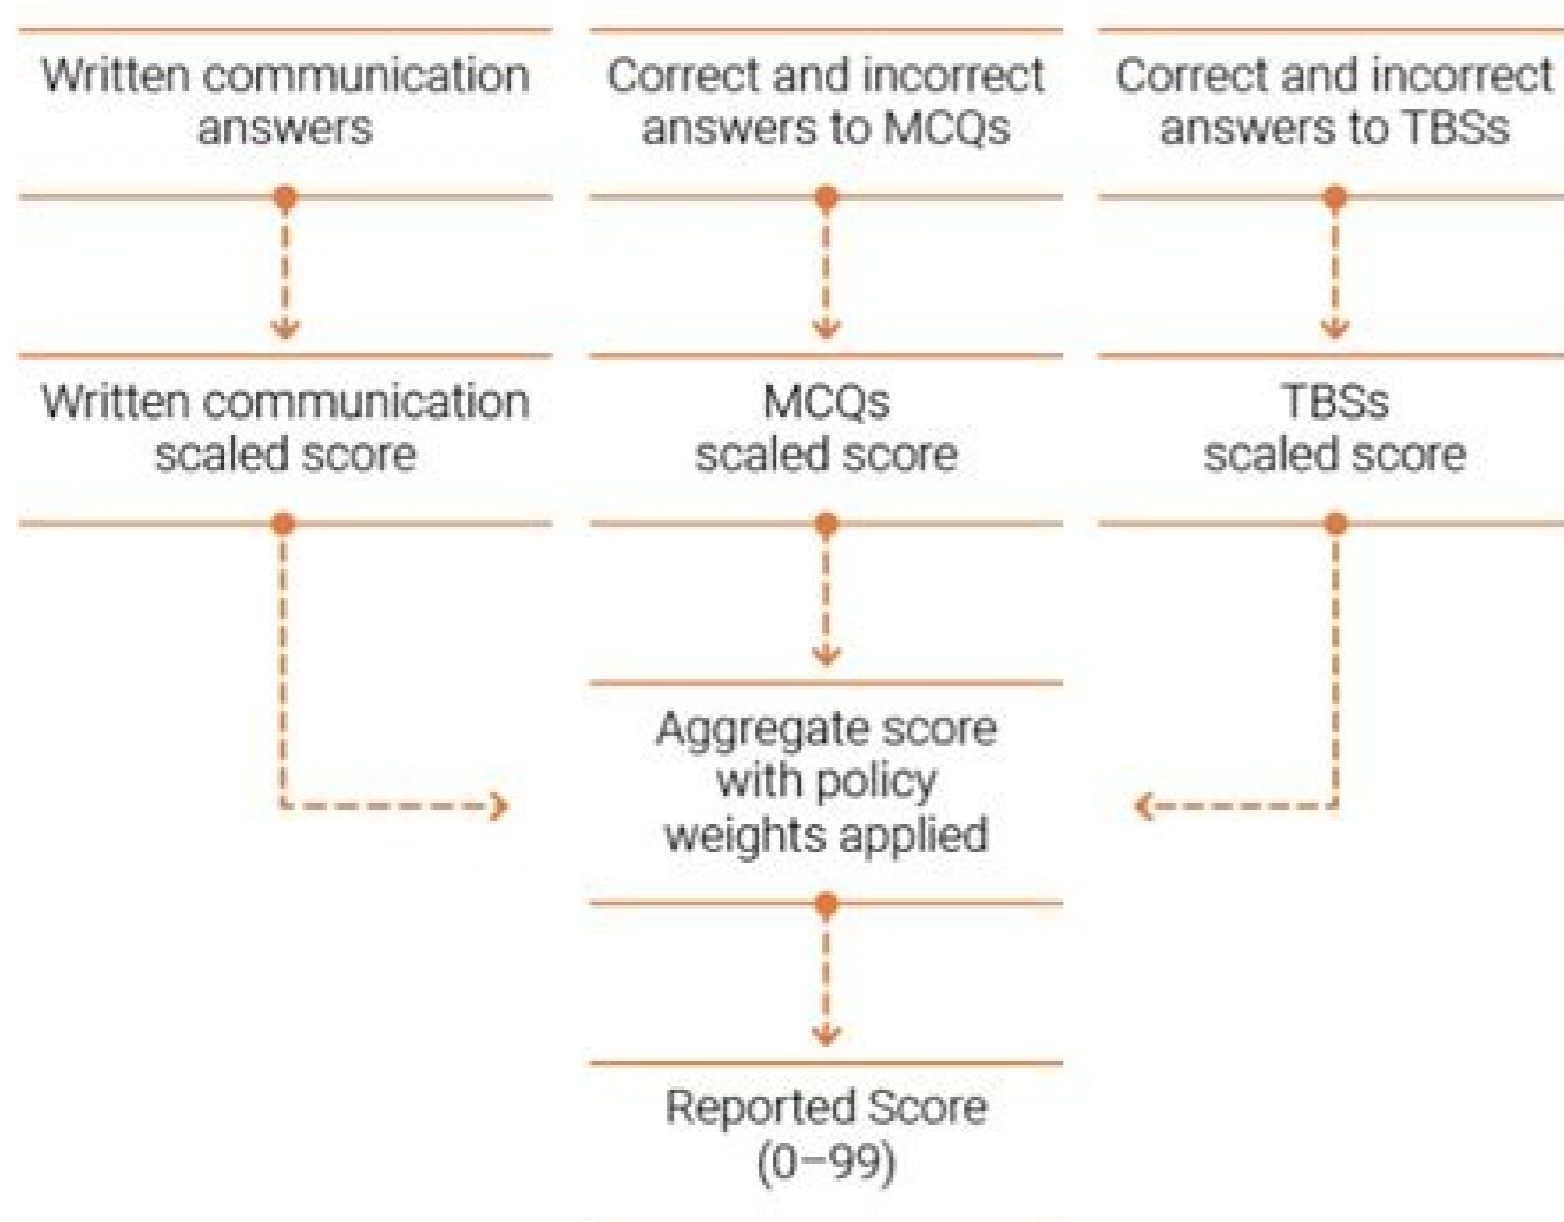 Written communication
answers
Correct and incorrect
answers to MCQs
Correct and incorrect
answers to TBSs
Written communication
scaled score
MCQs
scaled score
TBSs
scaled score
Aggregate score
with policy
weights applied
Reported Score
(0–99)